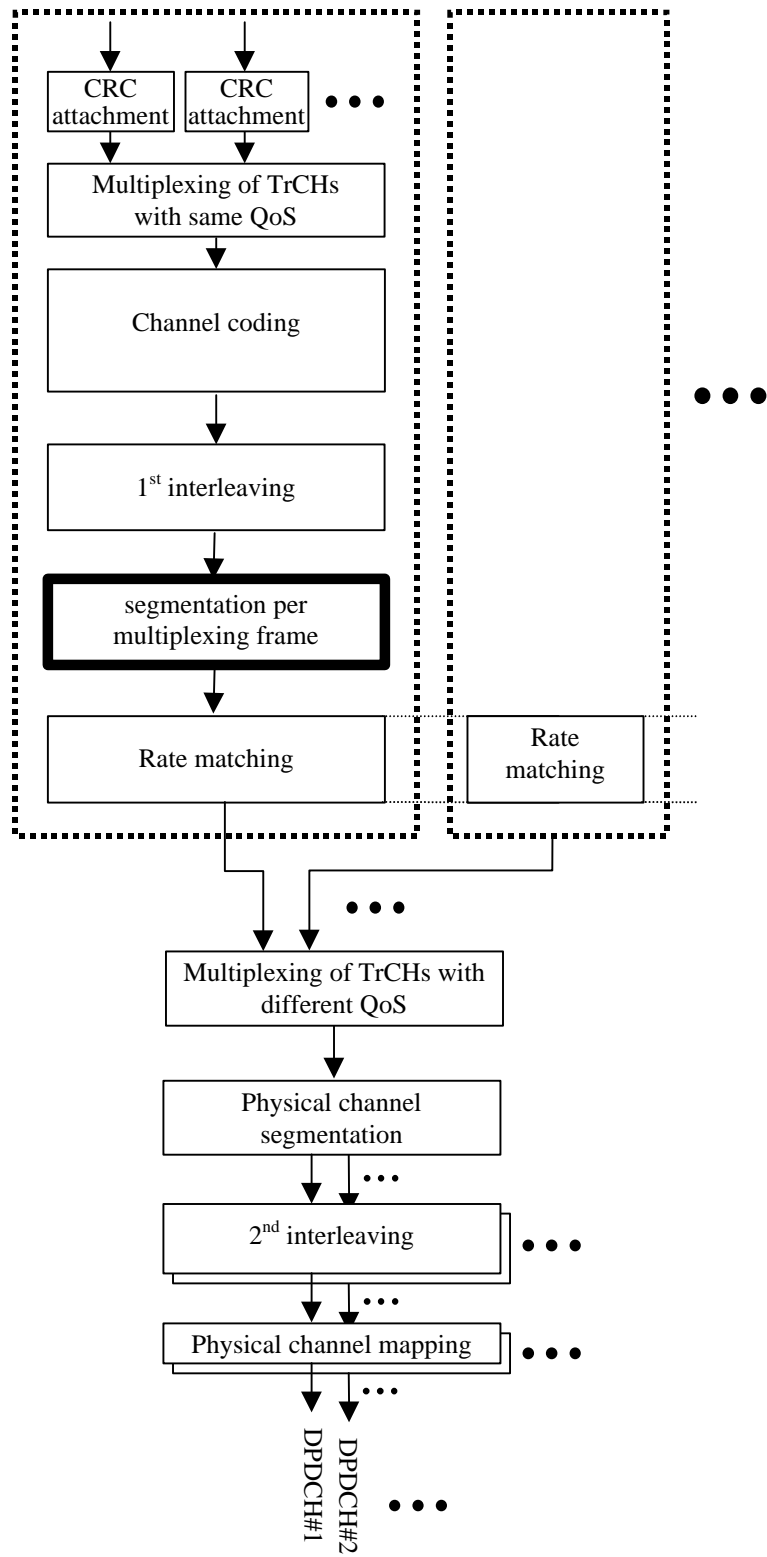 CRC
attachment
CRC
attachment
Multiplexing of TrCHs
with same QoS
Channel coding
1st interleaving
segmentation per
multiplexing frame
Rate matching
Rate
matching
Multiplexing of TrCHs with
different QoS
Physical channel
segmentation
2nd interleaving
Physical channel mapping
DPDCH#1
DPDCH#2